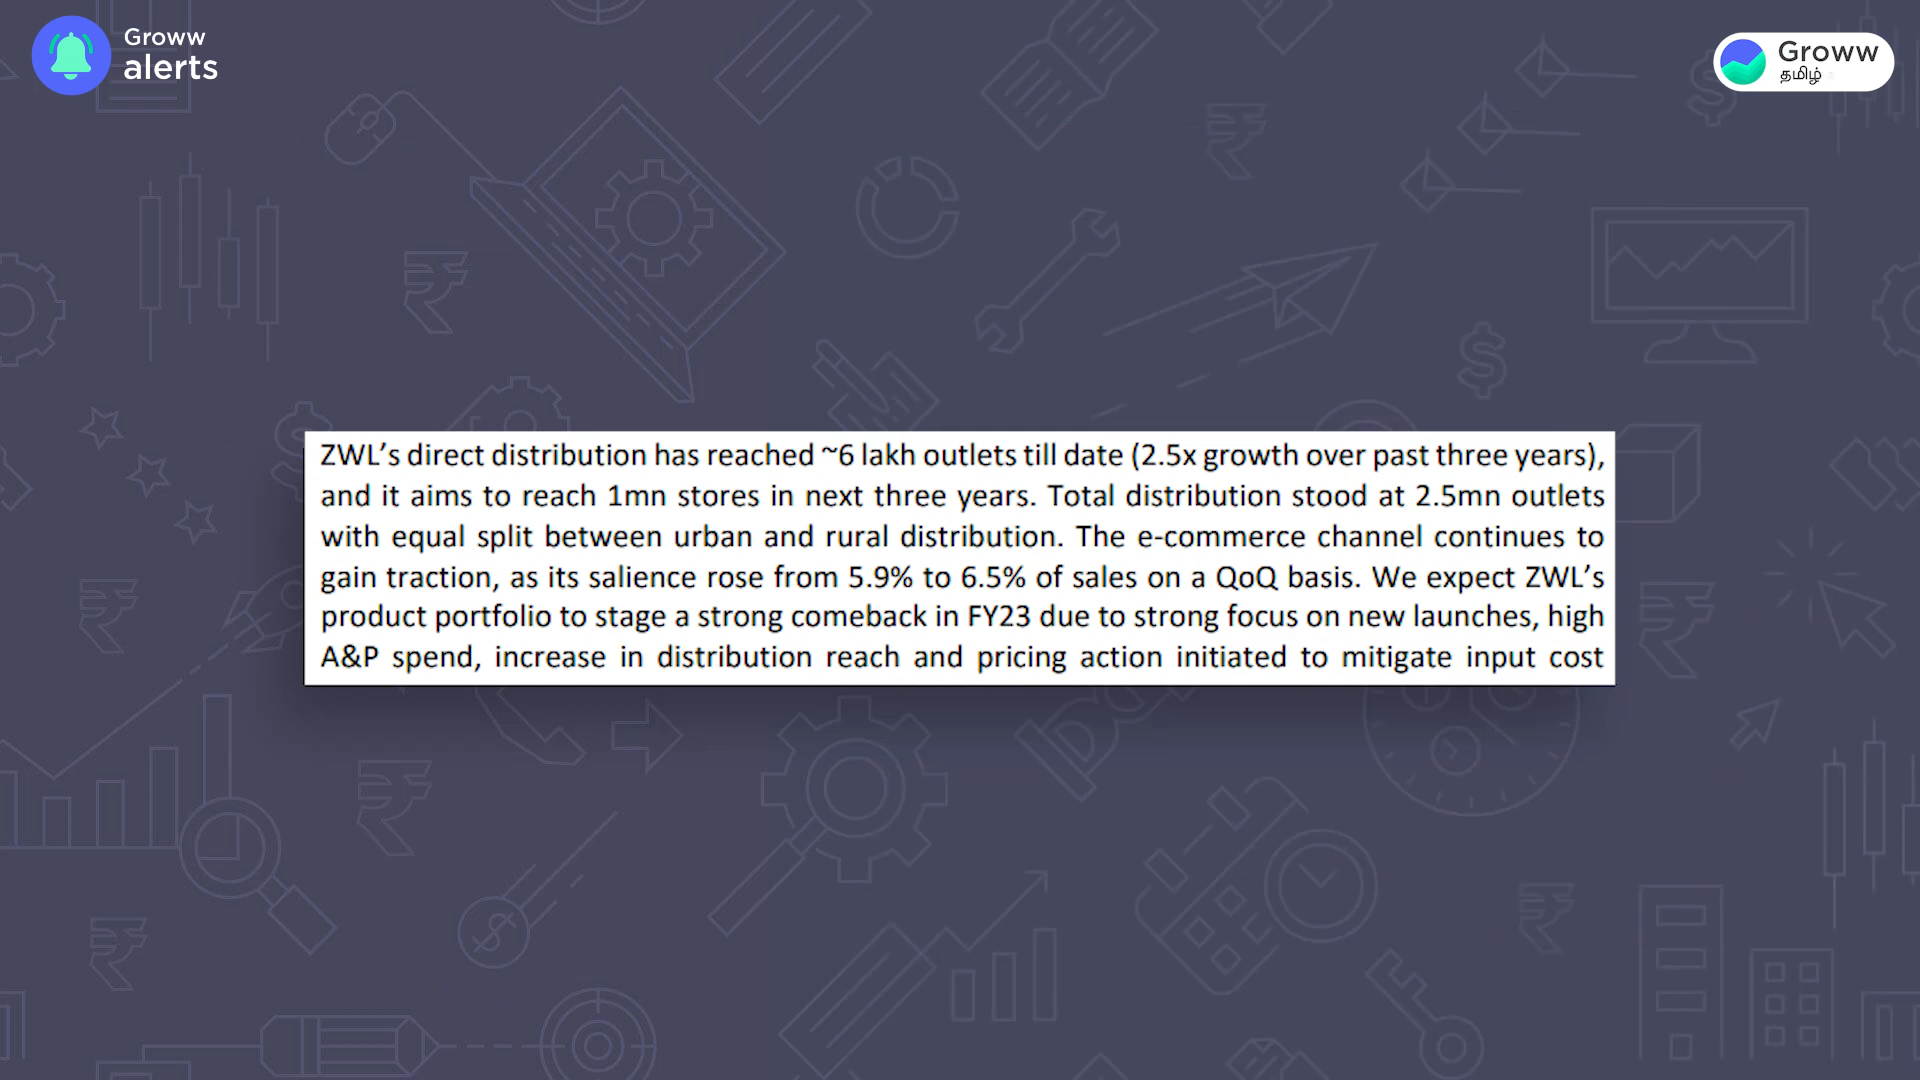 Groww
alerts
Groww
தமிழ்
ZWL’s direct distribution has reached ~6 lakh outlets till date (2.5x growth over past three years),
and it aims to reach 1mn stores in next three years. Total distribution stood at 2.5mn outlets
with equal split between urban and rural distribution. The e-commerce channel continues to
gain traction, as its salience rose from 5.9% to 6.5% of sales on a QoQ basis. We expect ZWL’s
product portfolio to stage a strong comeback in FY23 due to strong focus on new launches, high
A&P spend, increase in distribution reach and pricing action initiated to mitigate input cost